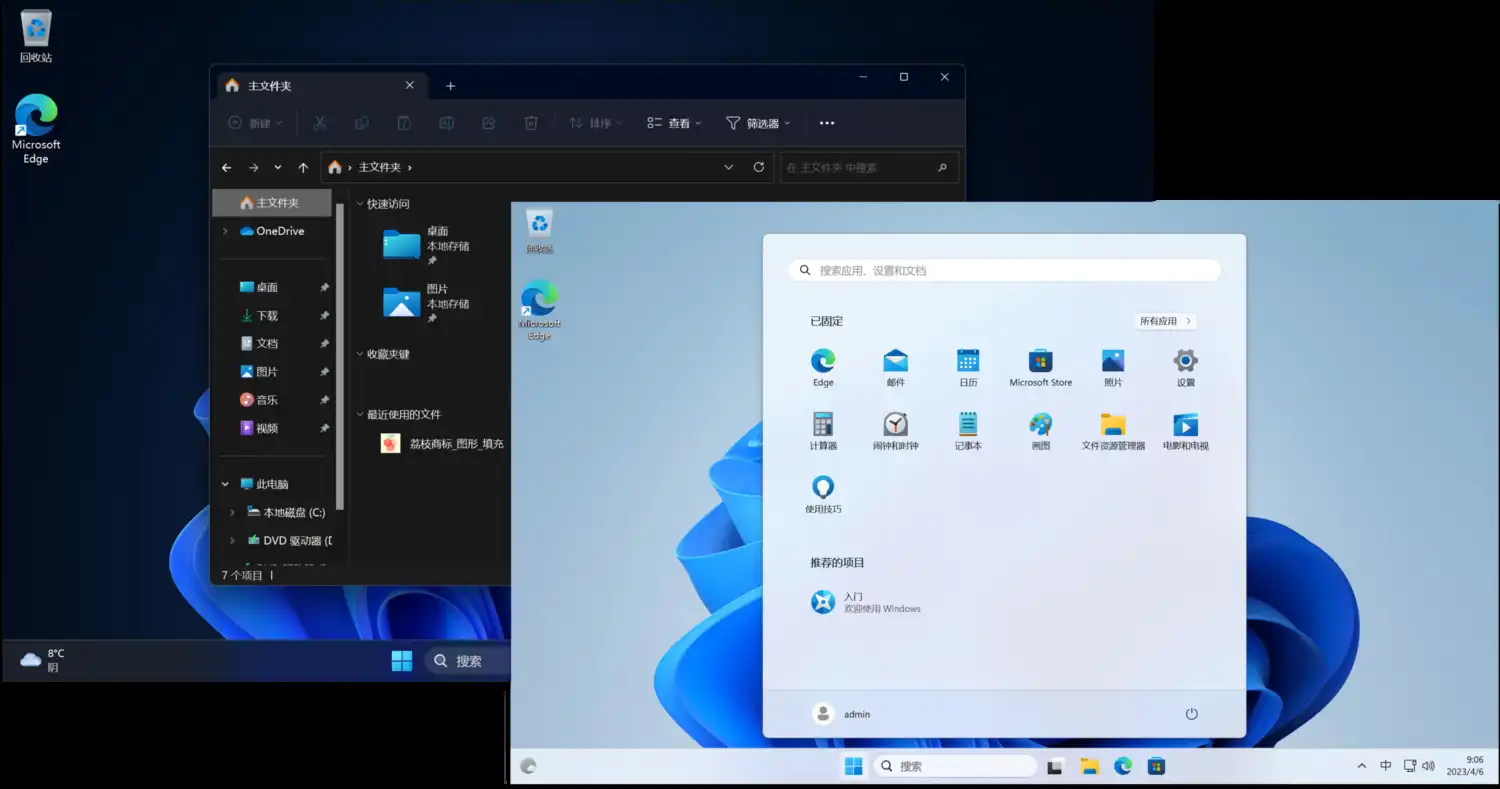 回收站
Microsoft
Edge
主文件夹
新建
排序
查看
筛选器
主文件夹
在 主文件夹 中搜索
主文件夹
OneDrive
桌面
下载
文档
图片
音乐
视频
此电脑
本地磁盘 (C:)
DVD 驱动器 (D
7 个项目
快速访问
桌面
本地存储
图片
本地存储
收藏夹键
最近使用的文件
荔枝商标_图形_填充
8°C
阴
搜索
回收站
Microsoft
Edge
搜索应用、设置和文档
已固定
所有应用
Edge
邮件
日历
Microsoft Store
照片
设置
计算器
闹钟和时钟
记事本
画图
文件资源管理器
电影和电视
使用技巧
推荐的项目
入门
欢迎使用 Windows
admin
搜索
中
9:06
2023/4/6